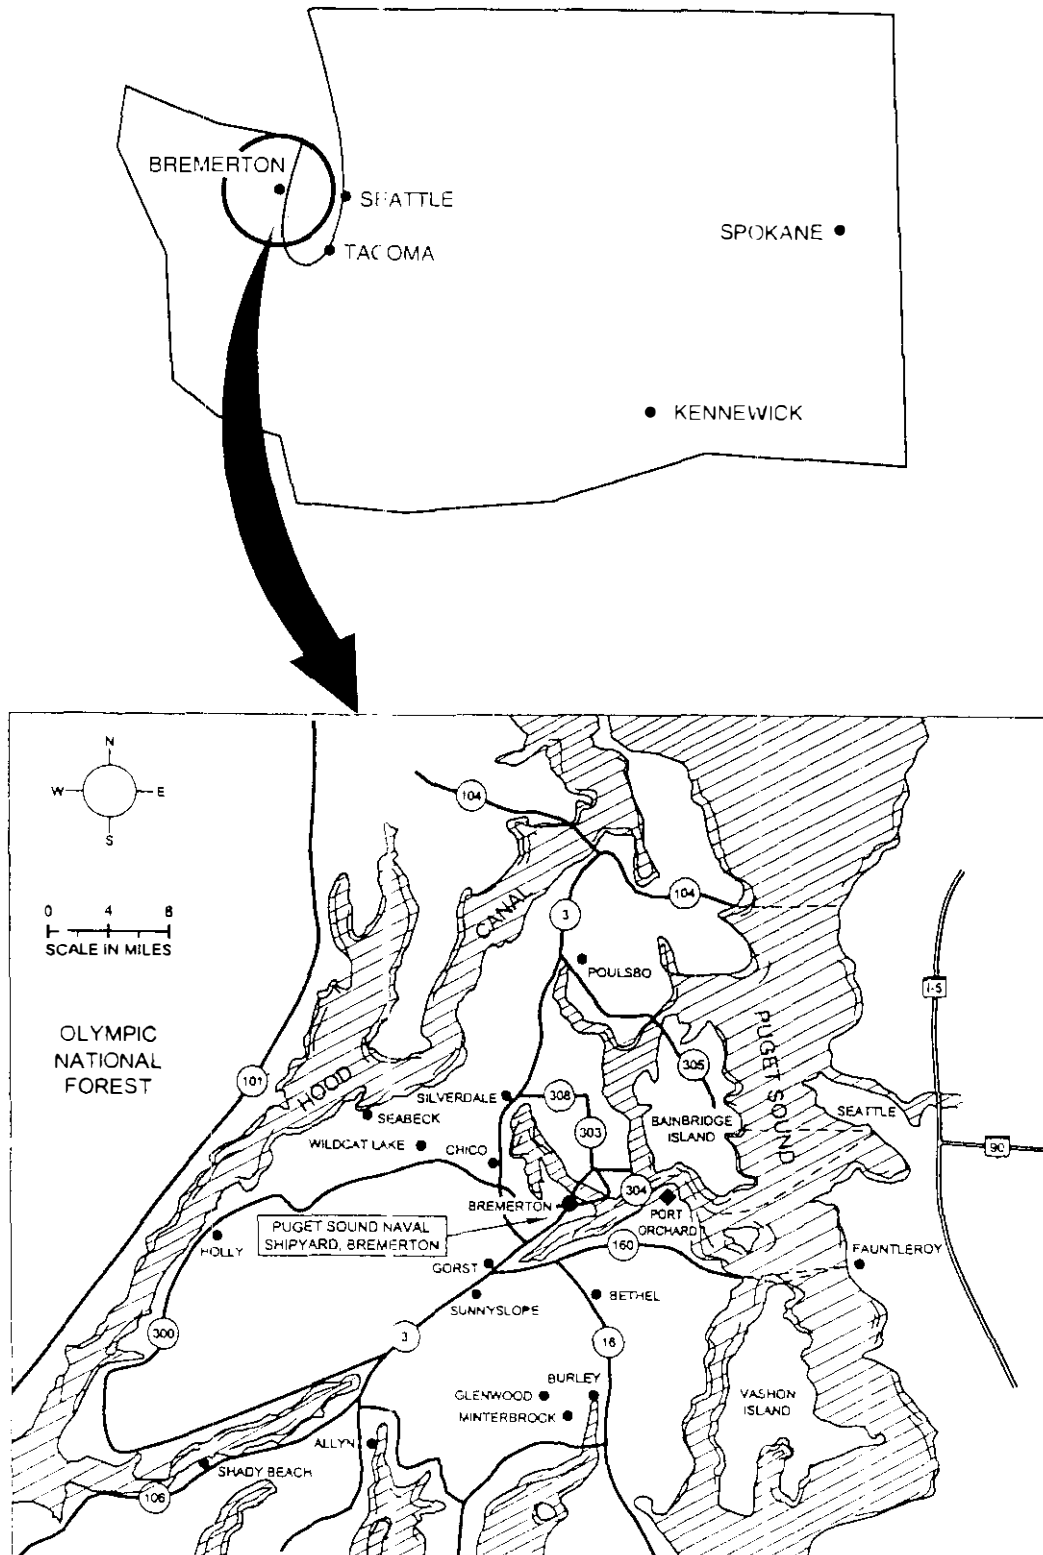 BREMERTON
SEATTLE
TACOMA
SPOKANE
KENNEWICK
N
W
E
S
0 4 8
SCALE IN MILES
OLYMPIC
NATIONAL
FOREST
104
104
CANAL
3
POULSBO
I-5
PUGET SOUND
101
HOOD
305
SILVERDALE
308
SEABECK
BAINBRIDGE
ISLAND
SEATTLE
303
WILDCAT LAKE
CHICO
90
304
BREMERTON
PORT
ORCHARD
PUGET SOUND NAVAL
SHIPYARD, BREMERTON
HOLLY
160
FAUNTLEROY
GORST
SUNNYSLOPE
BETHEL
300
3
16
BURLEY
GLENWOOD
MINTERBROCK
VASHON
ISLAND
ALLYN
SHADY BEACH
106